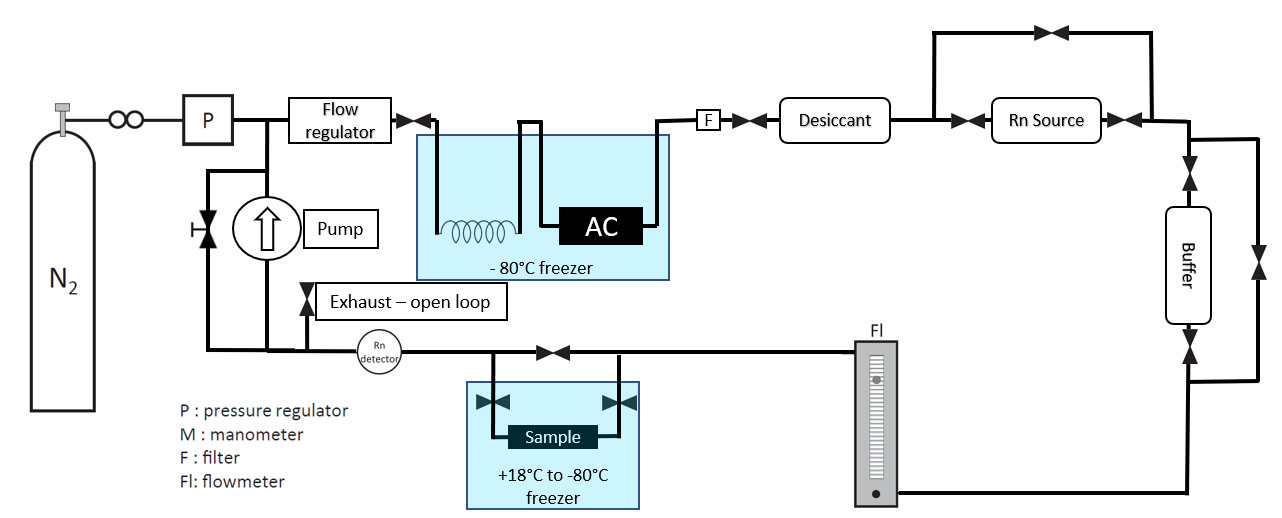 N2
P
Flow
regulator
F
Desiccant
Rn Source
Pump
AC
- 80°C freezer
Buffer
Exhaust – open loop
Rn
detector
Fl
Sample
+18°C to -80°C
freezer
P : pressure regulator
M : manometer
F : filter
Fl: flowmeter